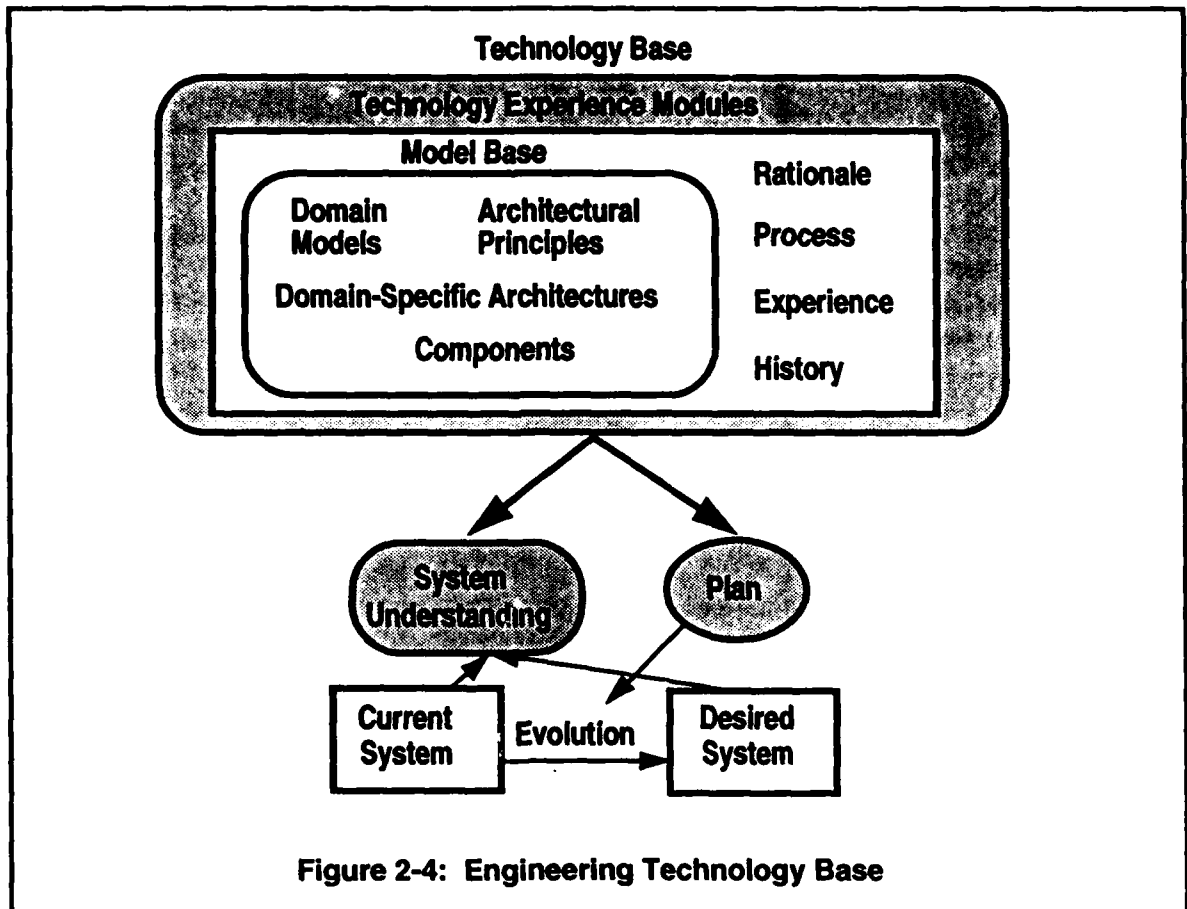 Technology Base
Technology Experience Modules
Model Base
Domain
Models
Architectural
Principles
Domain-Specific Architectures
Components
Rationale
Process
Experience
History
System
Understanding
Plan
Current
System
Evolution
Desired
System
Figure 2-4: Engineering Technology Base